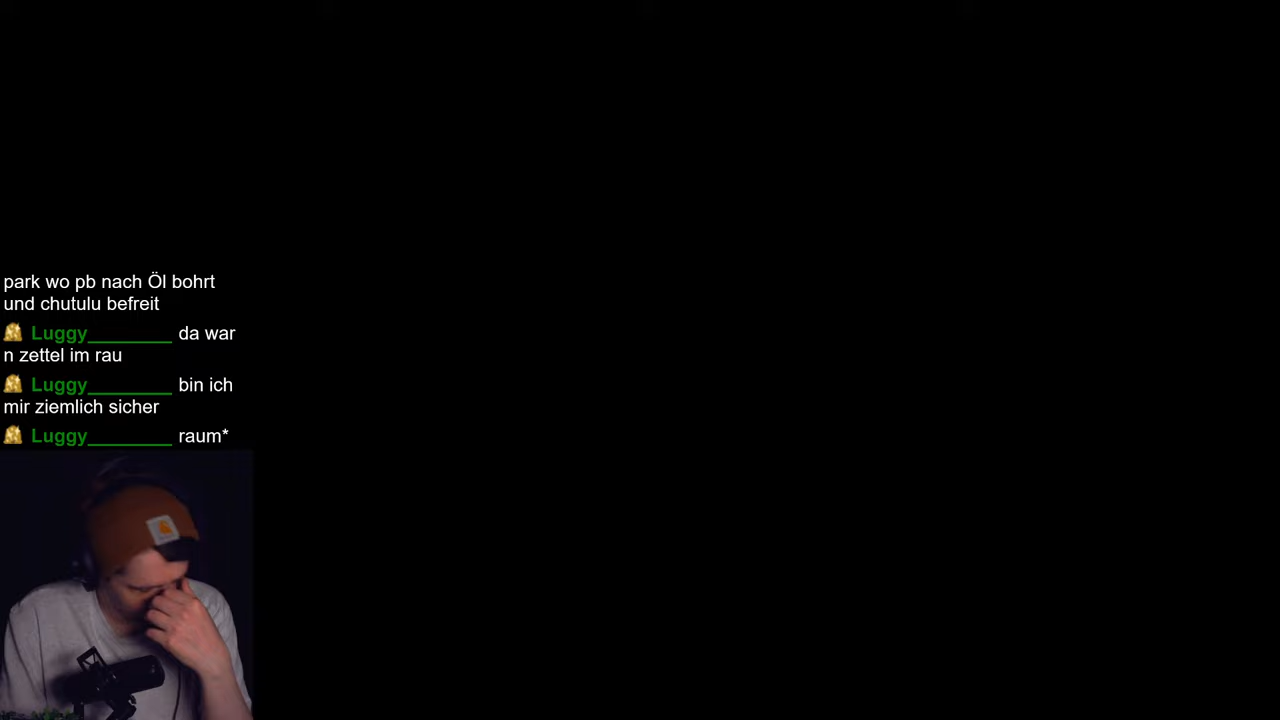 park wo pb nach Öl bohrt
und chutulu befreit
Luggy________ da war
n zettel im rau
Luggy________ bin ich
mir ziemlich sicher
Luggy________ raum*